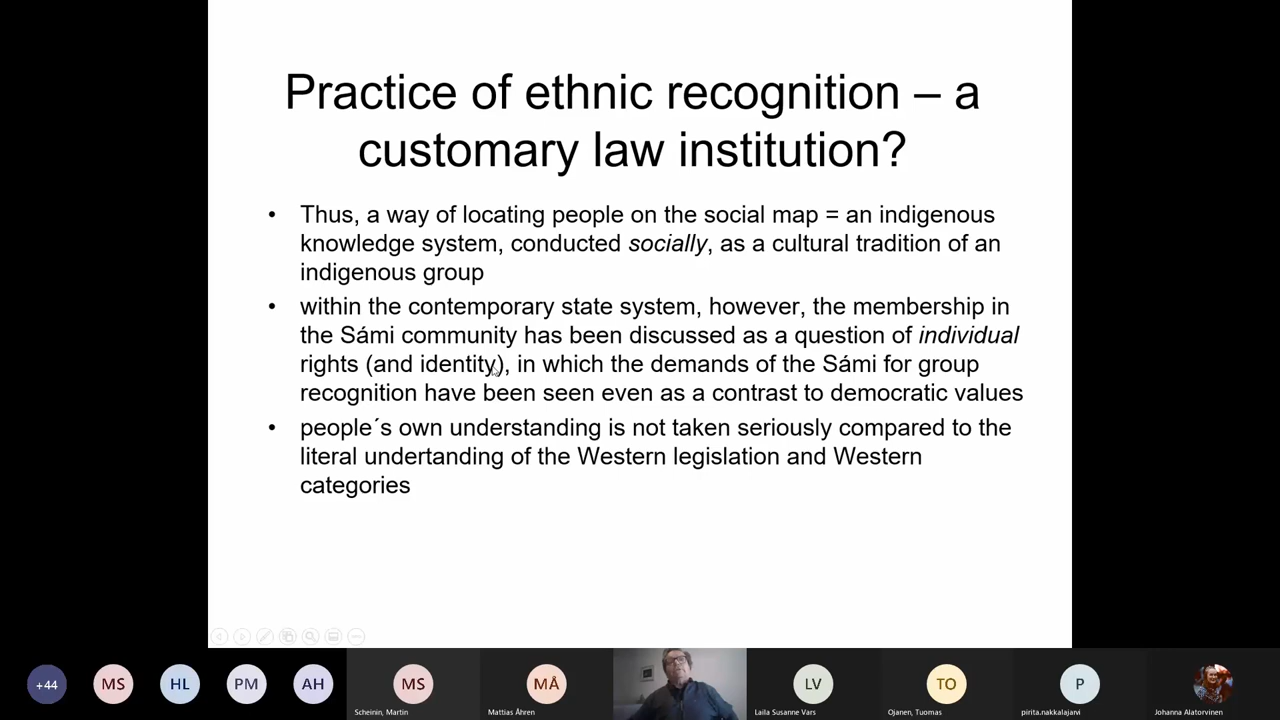 Practice of ethnic recognition – a
customary law institution?
• Thus, a way of locating people on the social map = an indigenous
knowledge system, conducted socially, as a cultural tradition of an
indigenous group
• within the contemporary state system, however, the membership in
the Sámi community has been discussed as a question of individual
rights (and identity), in which the demands of the Sámi for group
recognition have been seen even as a contrast to democratic values
• people´s own understanding is not taken seriously compared to the
literal undertanding of the Western legislation and Western
categories
+44 MS HL PM AH MS MÅ LV TO P
Scheinin, Martin Mattias Åhren Laila Susanne Vars Ojanen, Tuomas pirita.nakkalajarvi Johanna Alatorvinen